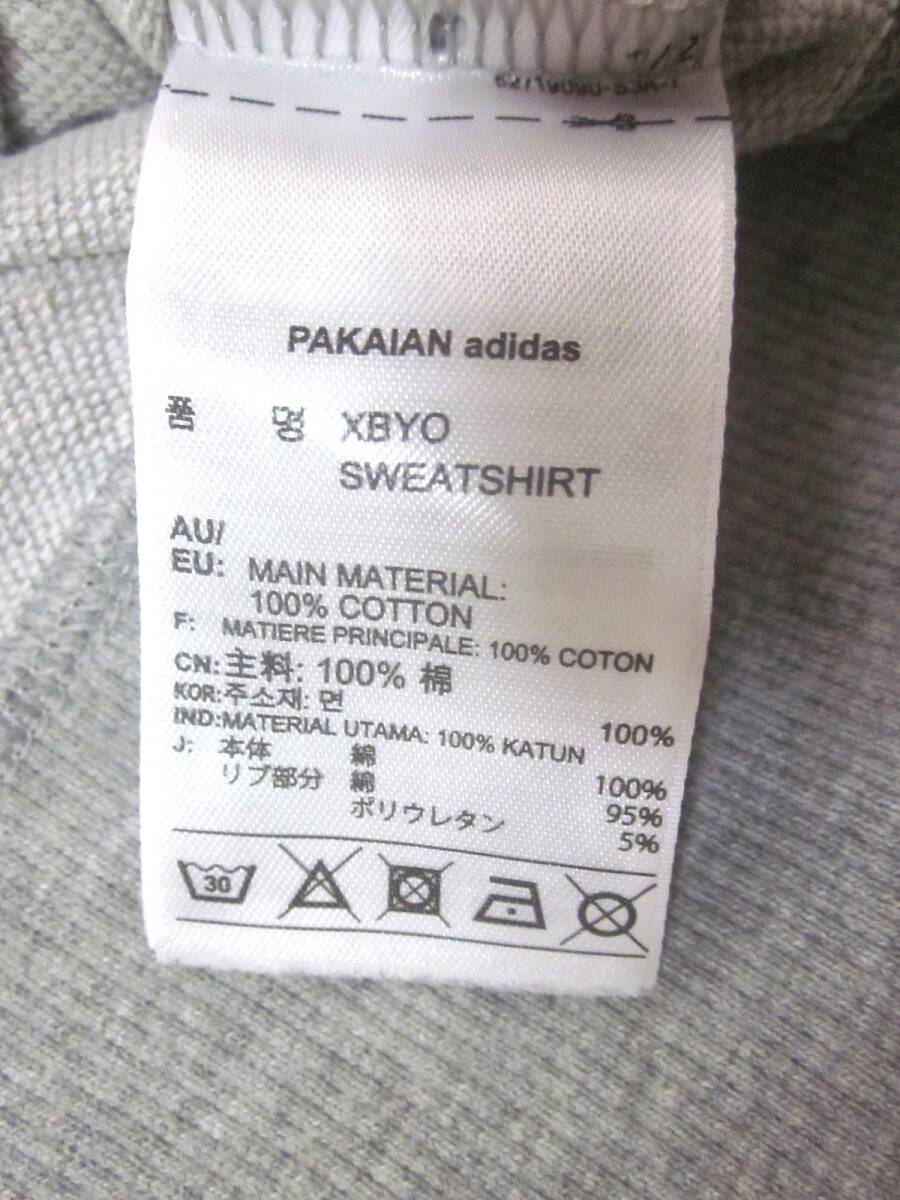 PAKAIAN adidas
품 명 XBYO
SWEATSHIRT
AU/
EU: MAIN MATERIAL:
100% COTTON
F: MATIERE PRINCIPALE: 100% COTON
CN:主料: 100% 棉
KOR:주소재: 면 100%
IND:MATERIAL UTAMA: 100% KATUN
J: 本体 綿 100%
リブ部分 綿 95%
ポリウレタン 5%
30